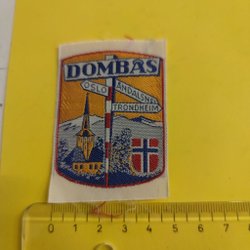 DOMBÅS
OSLO
ÅNDALSNES
TRONDHEIM
0 1 2 3 4 5 6 7